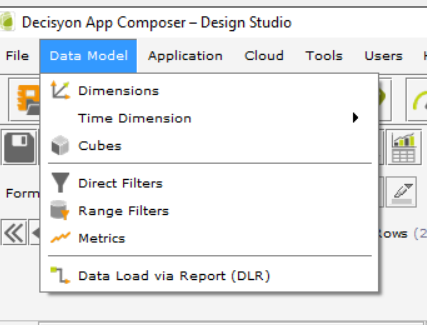 Decisyon App Composer – Design Studio
File Data Model Application Cloud Tools Users
Dimensions
Time Dimension
Cubes
Direct Filters
Form
Range Filters
Rows (2
Metrics
Data Load via Report (DLR)